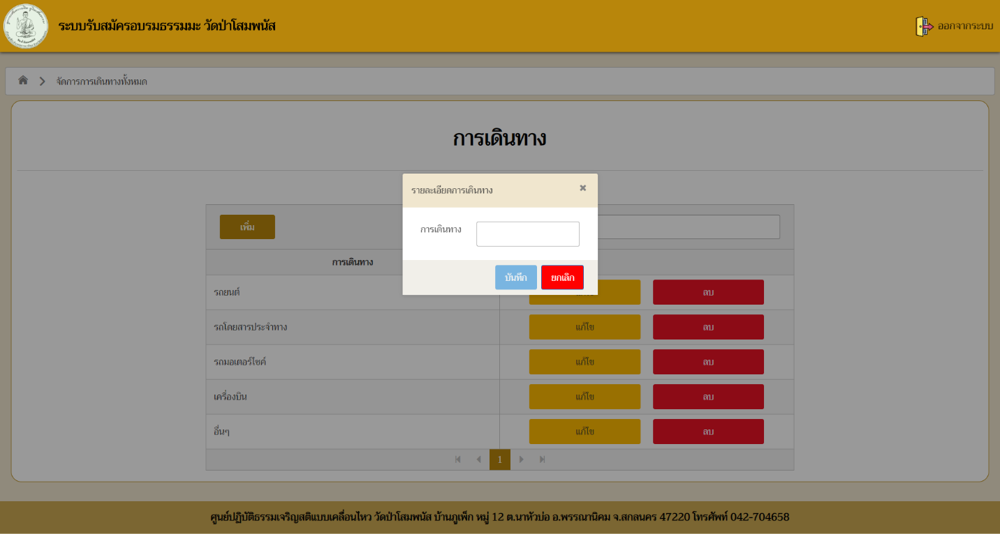 ระบบรับสมัครอบรมธรรมมะ วัดป่าโสมพนัส
ออกจากระบบ
จัดการการเดินทางทั้งหมด
การเดินทาง
รายละเอียดการเดินทาง
การเดินทาง
บันทึก ยกเลิก
เพิ่ม
การเดินทาง
รถยนต์ ลบ
รถโดยสารประจำทาง แก้ไข ลบ
รถมอเตอร์ไซค์ แก้ไข ลบ
เครื่องบิน แก้ไข ลบ
อื่นๆ แก้ไข ลบ
1
ศูนย์ปฏิบัติธรรมเจริญสติแบบเคลื่อนไหว วัดป่าโสมพนัส บ้านภูเพ็ก หมู่ 12 ต.นาหัวบ่อ อ.พรรณานิคม จ.สกลนคร 47220 โทรศัพท์ 042-704658